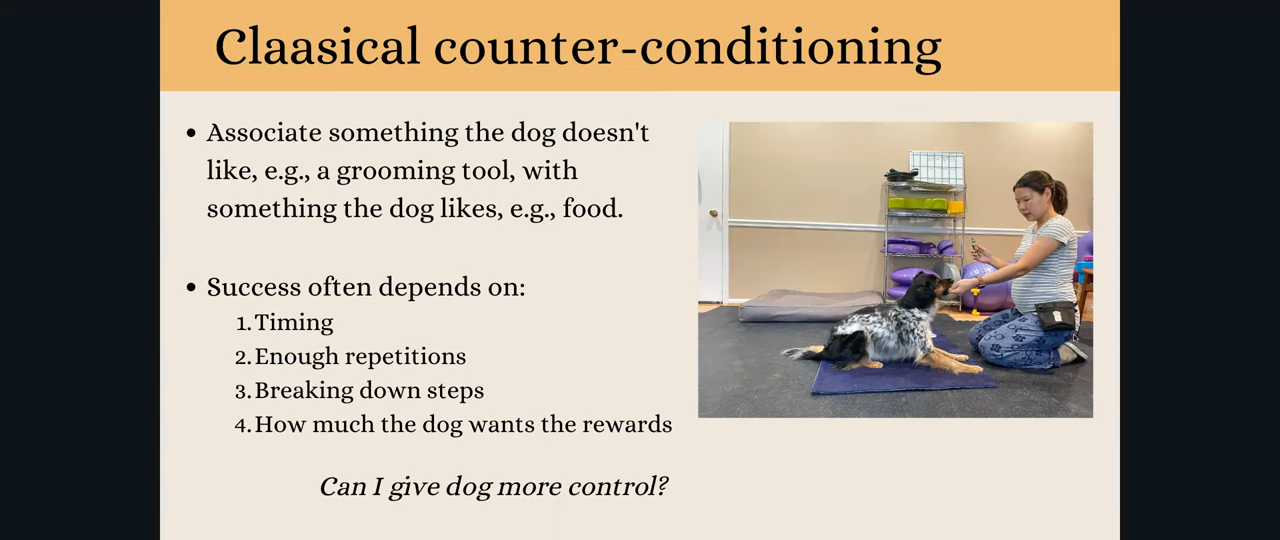 Claasical counter-conditioning
• Associate something the dog doesn't
like, e.g., a grooming tool, with
something the dog likes, e.g., food.
• Success often depends on:
1. Timing
2. Enough repetitions
3. Breaking down steps
4. How much the dog wants the rewards
Can I give dog more control?